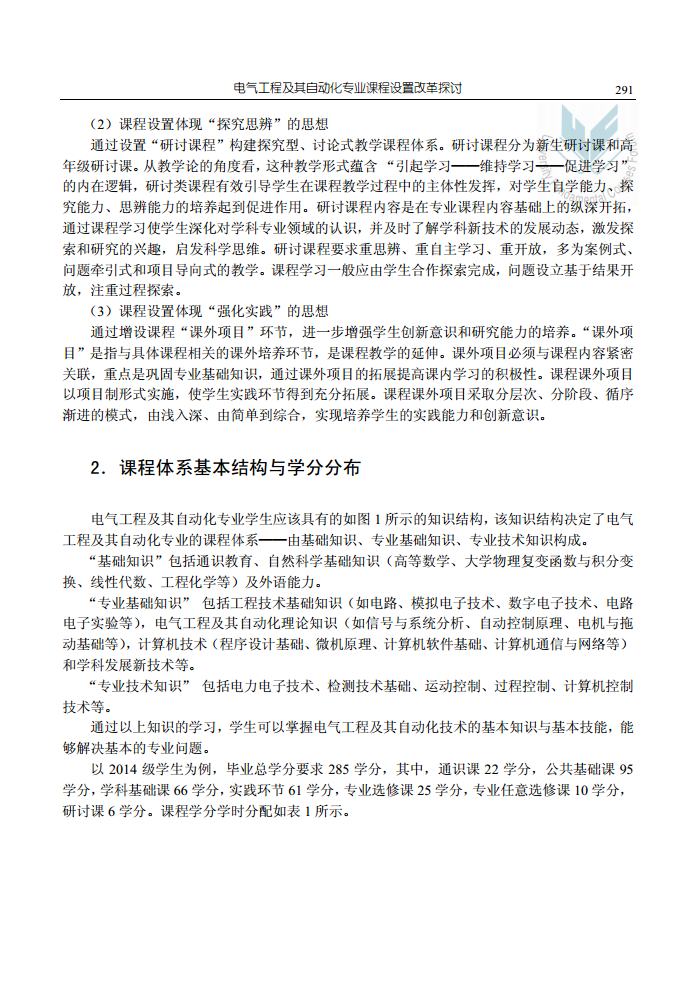 电气工程及其自动化专业课程设置改革探讨 291
（2）课程设置体现“探究思辨”的思想
通过设置“研讨课程”构建探究型、讨论式教学课程体系。研讨课程分为新生研讨课和高
年级研讨课。从教学论的角度看，这种教学形式蕴含 “引起学习——维持学习——促进学习”
的内在逻辑，研讨类课程有效引导学生在课程教学过程中的主体性发挥，对学生自学能力、探
究能力、思辨能力的培养起到促进作用。研讨课程内容是在专业课程内容基础上的纵深开拓，
通过课程学习使学生深化对学科专业领域的认识，并及时了解学科新技术的发展动态，激发探
索和研究的兴趣，启发科学思维。研讨课程要求重思辨、重自主学习、重开放，多为案例式、
问题牵引式和项目导向式的教学。课程学习一般应由学生合作探索完成，问题设立基于结果开
放，注重过程探索。
（3）课程设置体现“强化实践”的思想
通过增设课程“课外项目”环节，进一步增强学生创新意识和研究能力的培养。“课外项
目”是指与具体课程相关的课外培养环节，是课程教学的延伸。课外项目必须与课程内容紧密
关联，重点是巩固专业基础知识，通过课外项目的拓展提高课内学习的积极性。课程课外项目
以项目制形式实施，使学生实践环节得到充分拓展。课程课外项目采取分层次、分阶段、循序
渐进的模式，由浅入深、由简单到综合，实现培养学生的实践能力和创新意识。
2．课程体系基本结构与学分分布
电气工程及其自动化专业学生应该具有的如图 1 所示的知识结构，该知识结构决定了电气
工程及其自动化专业的课程体系——由基础知识、专业基础知识、专业技术知识构成。
“基础知识”包括通识教育、自然科学基础知识（高等数学、大学物理复变函数与积分变
换、线性代数、工程化学等）及外语能力。
“专业基础知识” 包括工程技术基础知识（如电路、模拟电子技术、数字电子技术、电路
电子实验等），电气工程及其自动化理论知识（如信号与系统分析、自动控制原理、电机与拖
动基础等），计算机技术（程序设计基础、微机原理、计算机软件基础、计算机通信与网络等）
和学科发展新技术等。
“专业技术知识” 包括电力电子技术、检测技术基础、运动控制、过程控制、计算机控制
技术等。
通过以上知识的学习，学生可以掌握电气工程及其自动化技术的基本知识与基本技能，能
够解决基本的专业问题。
以 2014 级学生为例，毕业总学分要求 285 学分，其中，通识课 22 学分，公共基础课 95
学分，学科基础课 66 学分，实践环节 61 学分，专业选修课 25 学分，专业任意选修课 10 学分，
研讨课 6 学分。课程学分学时分配如表 1 所示。